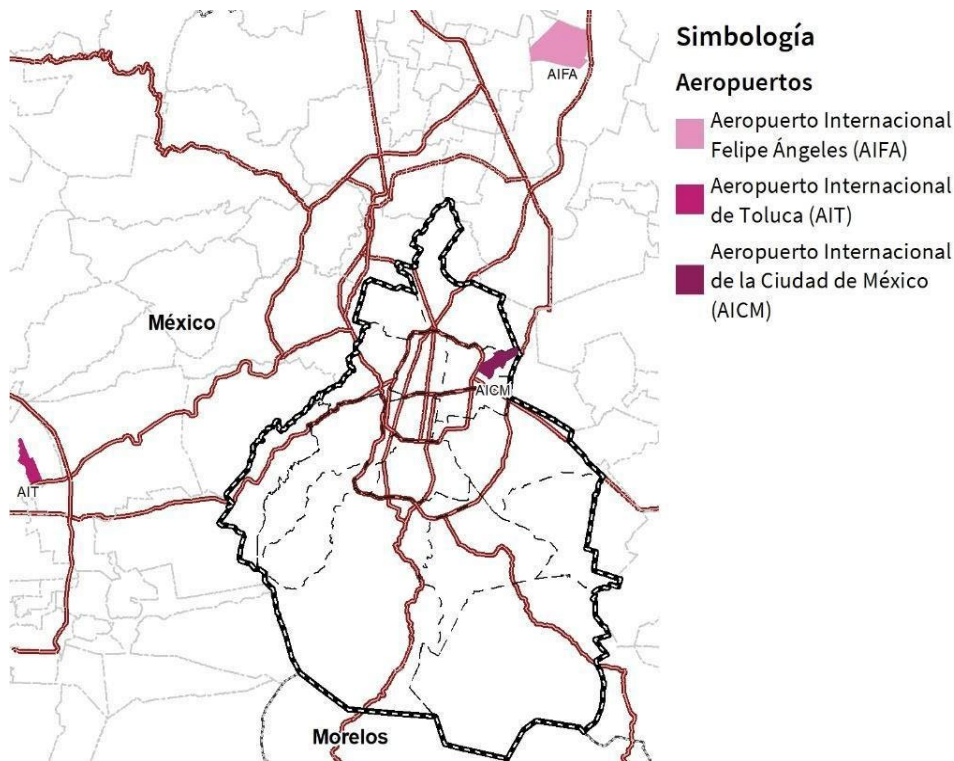 Simbología
Aeropuertos
Aeropuerto Internacional
Felipe Ángeles (AIFA)
Aeropuerto Internacional
de Toluca (AIT)
Aeropuerto Internacional
de la Ciudad de México
(AICM)
AIFA
México
AICM
AIT
Morelos